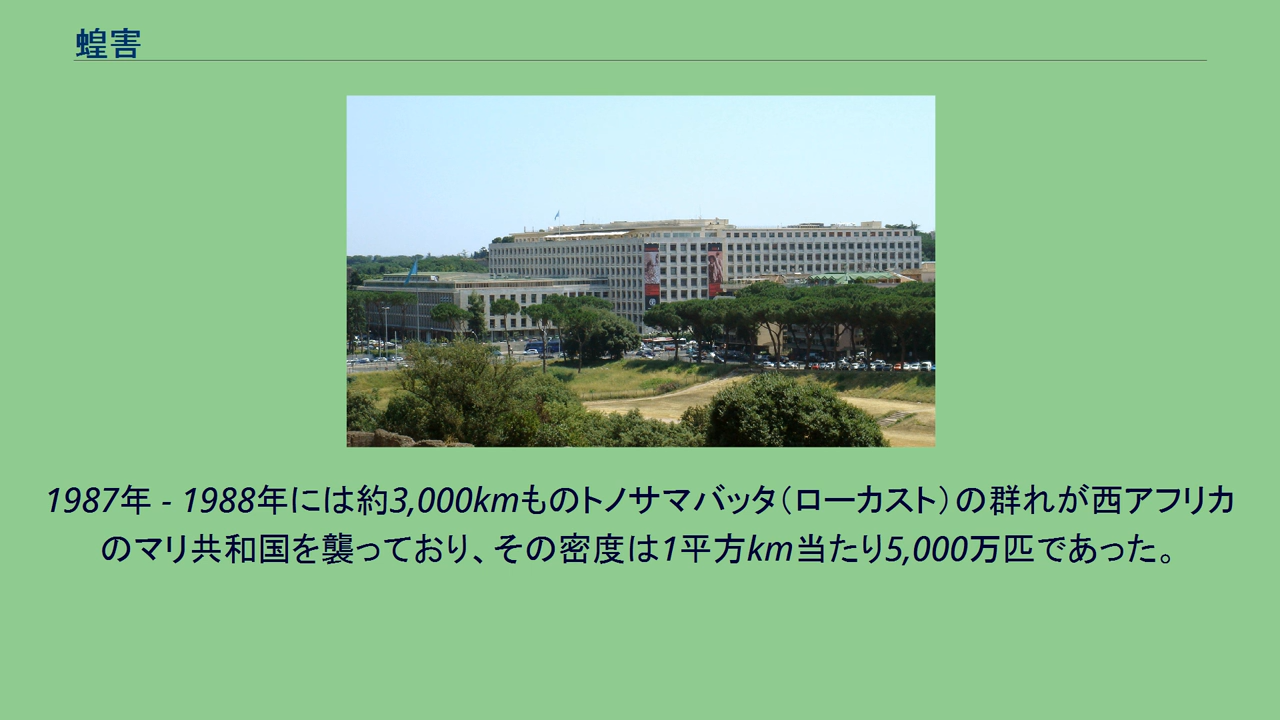 蝗害
1987年 - 1988年には約3,000kmものトノサマバッタ（ローカスト）の群れが西アフリカ
のマリ共和国を襲っており、その密度は1平方km当たり5,000万匹であった。